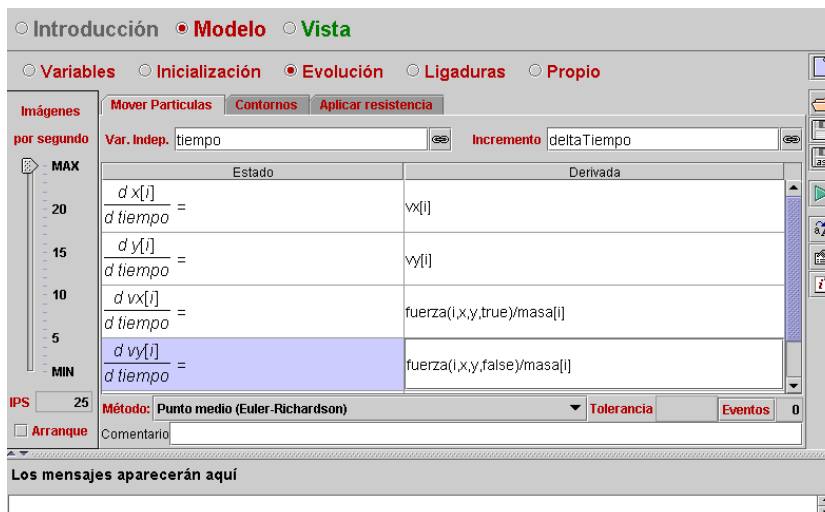 Introducción Modelo Vista
Variables Inicialización Evolución Ligaduras Propio
Imágenes
por segundo
MAX
20
15
10
5
MIN
IPS 25
Arranque
Mover Particulas Contornos Aplicar resistencia
Var. Indep. tiempo Incremento deltaTiempo
Estado Derivada
d x[i]
d tiempo = vx[i]
d y[i]
d tiempo = vy[i]
d vx[i]
d tiempo = fuerza(i,x,y,true)/masa[i]
d vy[i]
d tiempo = fuerza(i,x,y,false)/masa[i]
Método: Punto medio (Euler-Richardson) Tolerancia Eventos 0
Comentario
Los mensajes aparecerán aquí